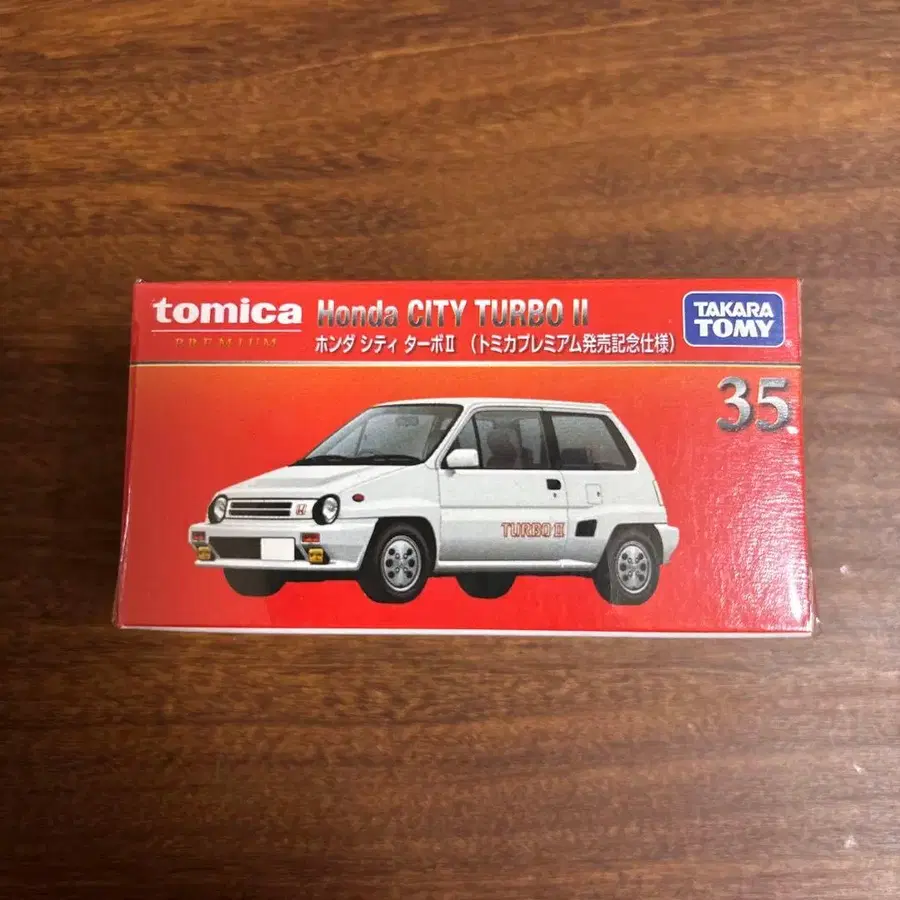 tomica
PREMIUM
Honda CITY TURBO II
ホンダ シティ ターボⅡ (トミカプレミアム発売記念仕様)
TAKARA
TOMY
35
TURBO II